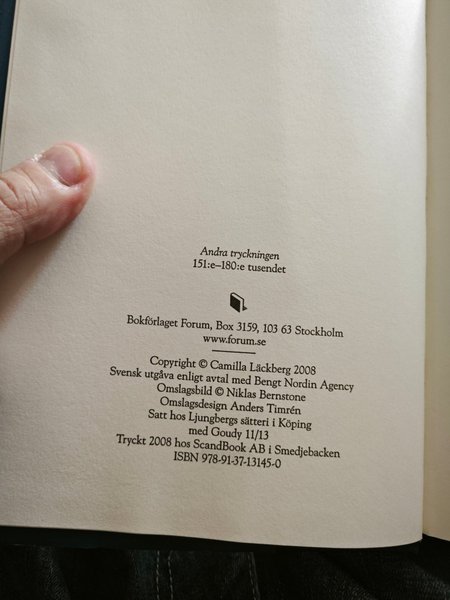 Andra tryckningen
151:e–180:e tusendet
Bokförlaget Forum, Box 3159, 103 63 Stockholm
www.forum.se
Copyright © Camilla Läckberg 2008
Svensk utgåva enligt avtal med Bengt Nordin Agency
Omslagsbild © Niklas Bernstone
Omslagsdesign Anders Timrén
Satt hos Ljungbergs sätteri i Köping
med Goudy 11/13
Tryckt 2008 hos ScandBook AB i Smedjebacken
ISBN 978-91-37-13145-0